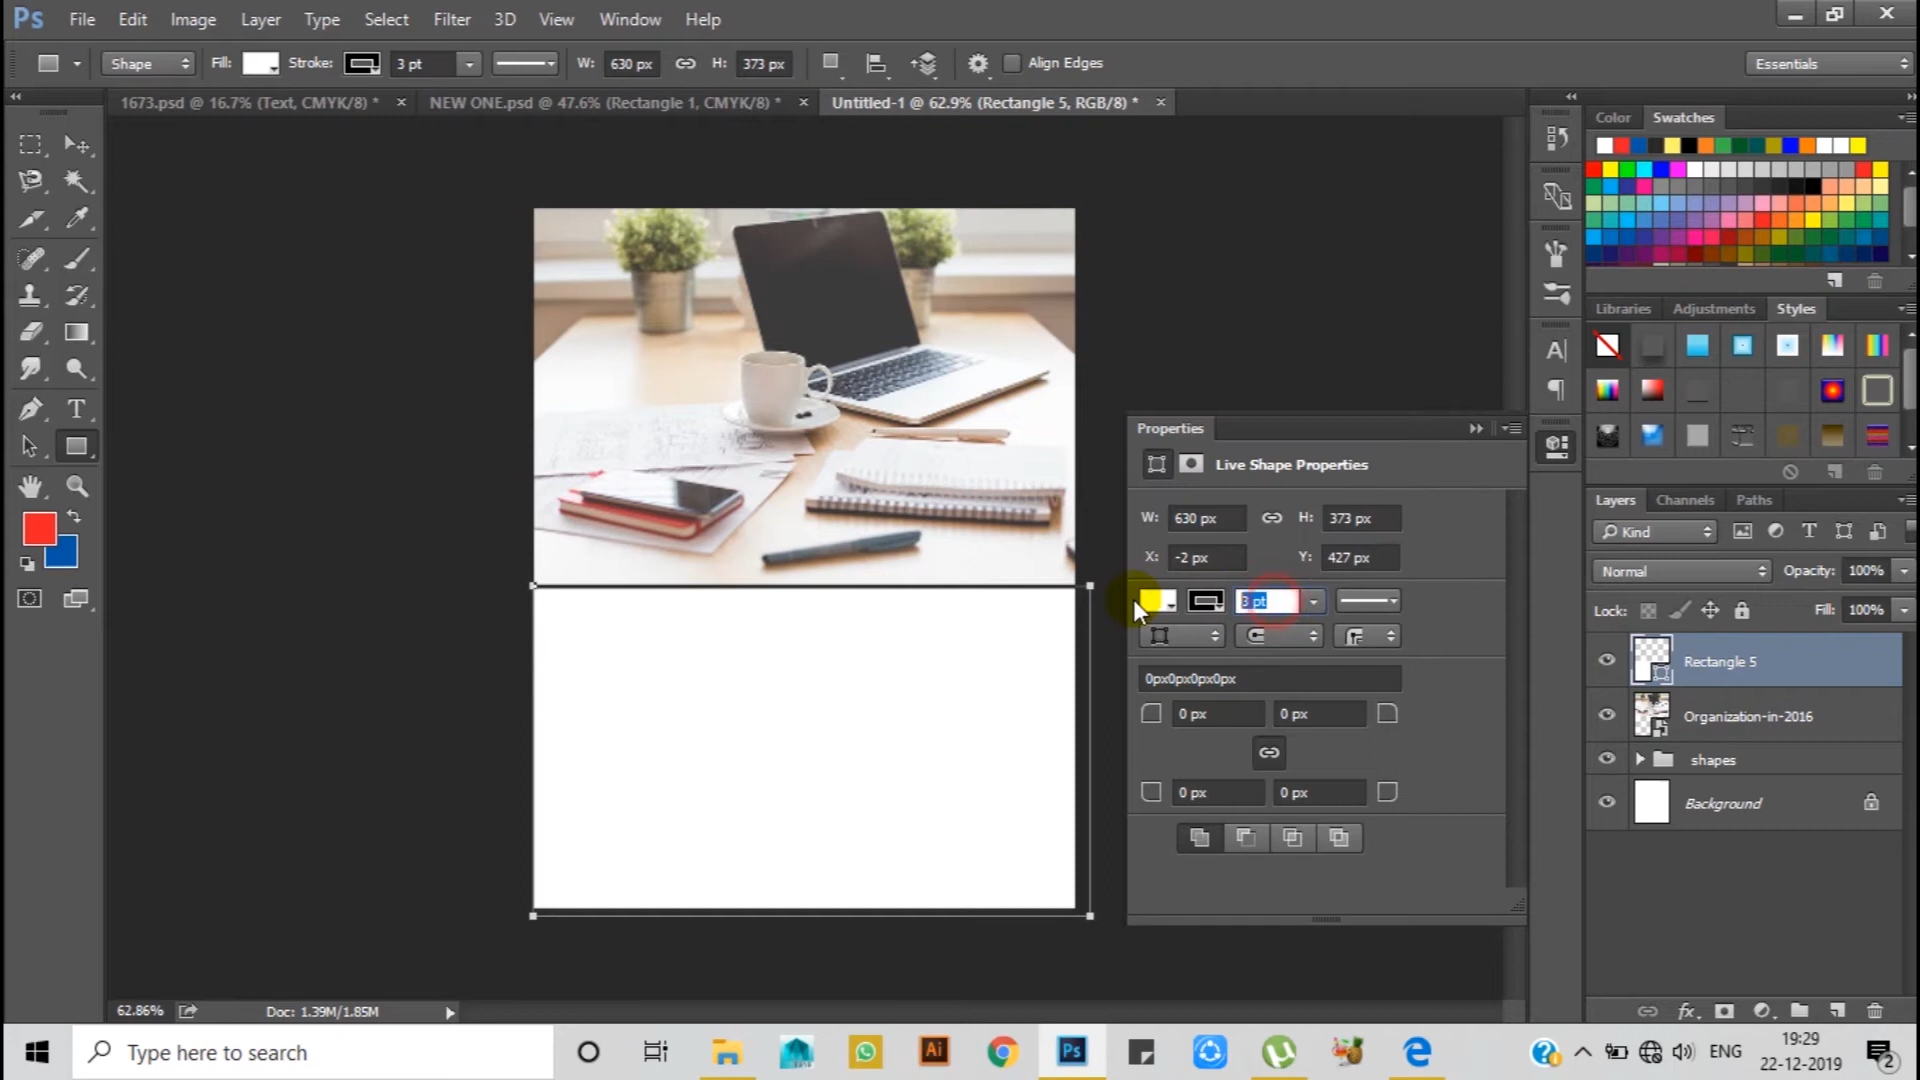 Ps File Edit Image Layer Type Select Filter 3D View Window Help
Shape Fill: Stroke: 3 pt W: 630 px H: 373 px Align Edges Essentials
1673.psd @ 16.7% (Text, CMYK/8) * NEW ONE.psd @ 47.6% (Rectangle 1, CMYK/8) * Untitled-1 @ 62.9% (Rectangle 5, RGB/8) *
Color Swatches
Libraries Adjustments Styles
Properties
Live Shape Properties
W: 630 px H: 373 px
X: -2 px Y: 427 px
3 pt
0px0px0px0px
0 px 0 px
0 px 0 px
Layers Channels Paths
Kind
Normal Opacity: 100%
Lock: Fill: 100%
Rectangle 5
Organization-in-2016
shapes
Background
62.86% Doc: 1.39M/1.85M
Type here to search
Ai Ps
ENG
19:29
22-12-2019
2